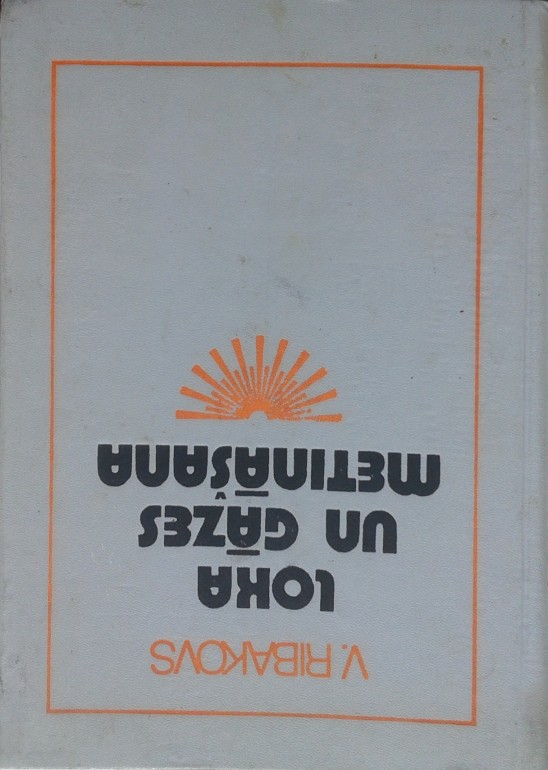 V. RIBAKOVS
LOKA
UN GĀZES
METINĀŠANA